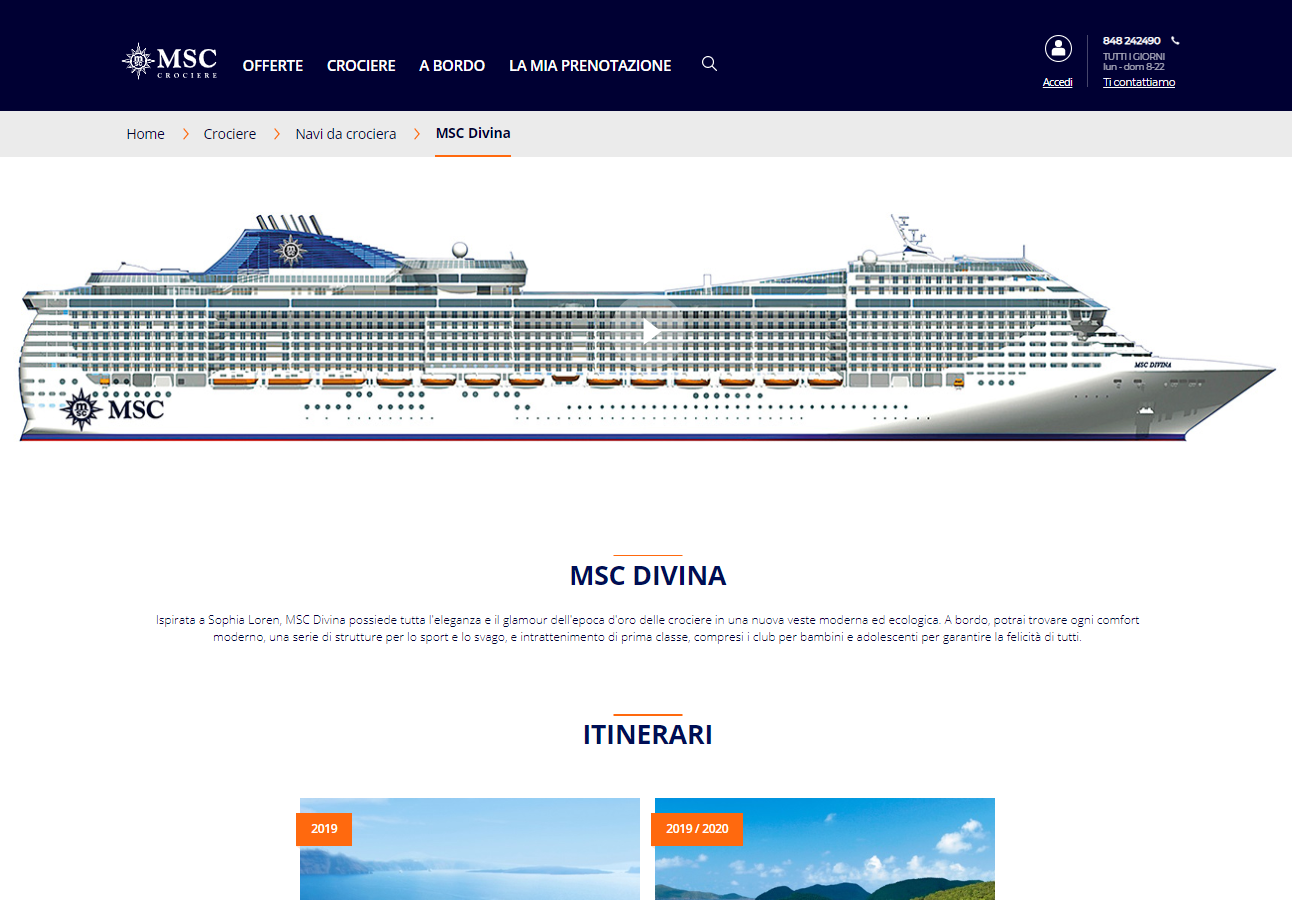 MSC
CROCIERE
OFFERTE
CROCIERE
A BORDO
LA MIA PRENOTAZIONE
Accedi
848 242490
TUTTI I GIORNI
lun - dom 8-22
Ti contattiamo
Home
Crociere
Navi da crociera
MSC Divina
MSC DIVINA
MSC
MSC DIVINA
Ispirata a Sophia Loren, MSC Divina possiede tutta l'eleganza e il glamour dell'epoca d'oro delle crociere in una nuova veste moderna ed ecologica. A bordo, potrai trovare ogni comfort
moderno, una serie di strutture per lo sport e lo svago, e intrattenimento di prima classe, compresi i club per bambini e adolescenti per garantire la felicità di tutti.
ITINERARI
2019
2019 / 2020